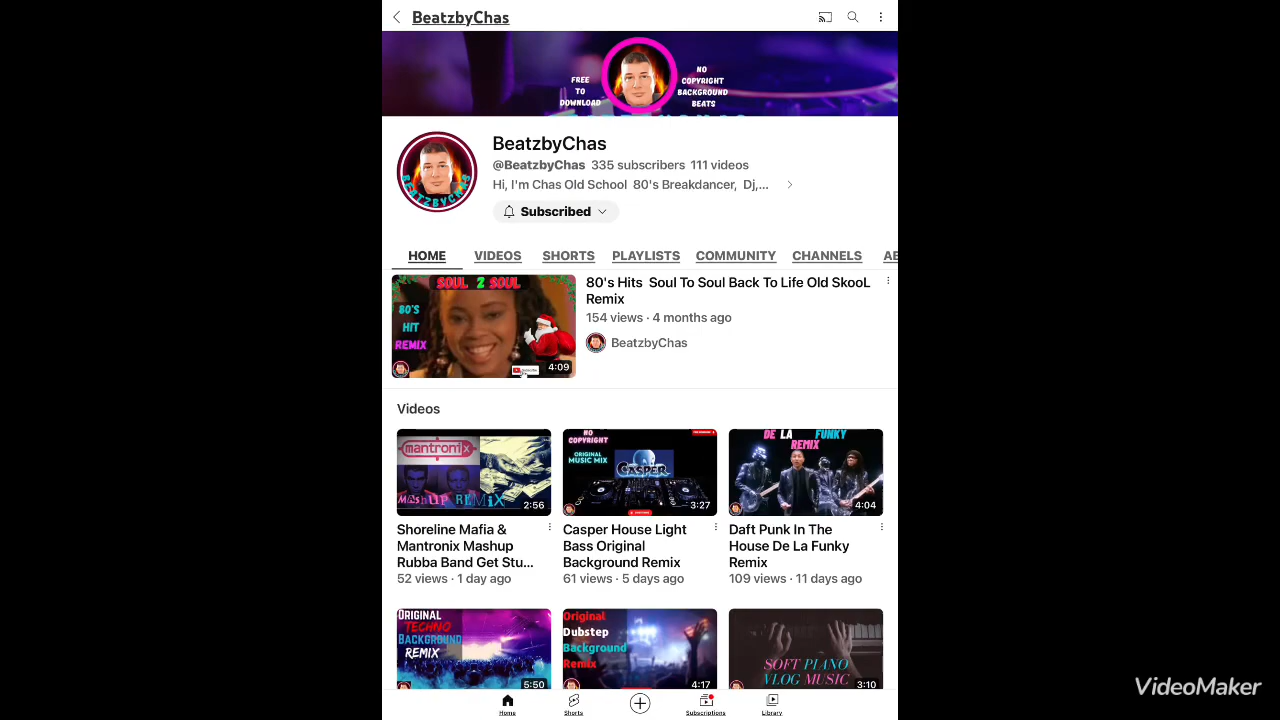 BeatzbyChas
FREE
TO
DOWNLOAD
NO
COPYRIGHT
BACKGROUND
BEATS
BEATZBYCHAS
BeatzbyChas
@BeatzbyChas 335 subscribers 111 videos
Hi, I'm Chas Old School 80's Breakdancer, Dj,...
Subscribed
HOME VIDEOS SHORTS PLAYLISTS COMMUNITY CHANNELS AB
SOUL 2 SOUL
80'S
HIT
REMIX
4:09
80's Hits Soul To Soul Back To Life Old SkooL
Remix
154 views · 4 months ago
BeatzbyChas
Videos
mantronix
MASHUP REMIX
2:56
NO
COPYRIGHT
ORIGINAL
MUSIC MIX
CASPER
3:27
DE LA FUNKY
REMIX
4:04
Shoreline Mafia &
Mantronix Mashup
Rubba Band Get Stu...
52 views · 1 day ago
Casper House Light
Bass Original
Background Remix
61 views · 5 days ago
Daft Punk In The
House De La Funky
Remix
109 views · 11 days ago
ORIGINAL
TECHNO
BACKGROUND
REMIX
5:50
Original
Dubstep
Background
Remix
4:17
SOFT PIANO
VLOG MUSIC
3:10
Home Shorts Subscriptions Library
VideoMaker